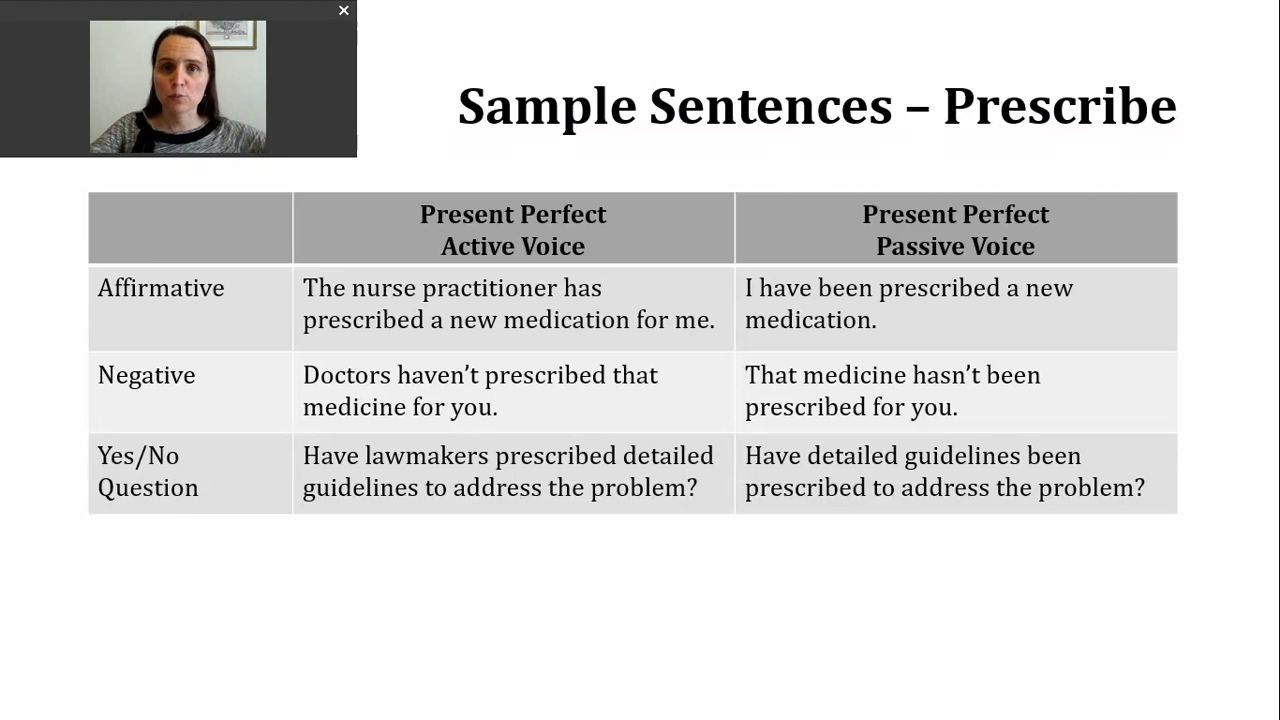 Sample Sentences – Prescribe
Present Perfect
Active Voice
Present Perfect
Passive Voice
Affirmative
The nurse practitioner has
prescribed a new medication for me.
I have been prescribed a new
medication.
Negative
Doctors haven’t prescribed that
medicine for you.
That medicine hasn’t been
prescribed for you.
Yes/No
Question
Have lawmakers prescribed detailed
guidelines to address the problem?
Have detailed guidelines been
prescribed to address the problem?